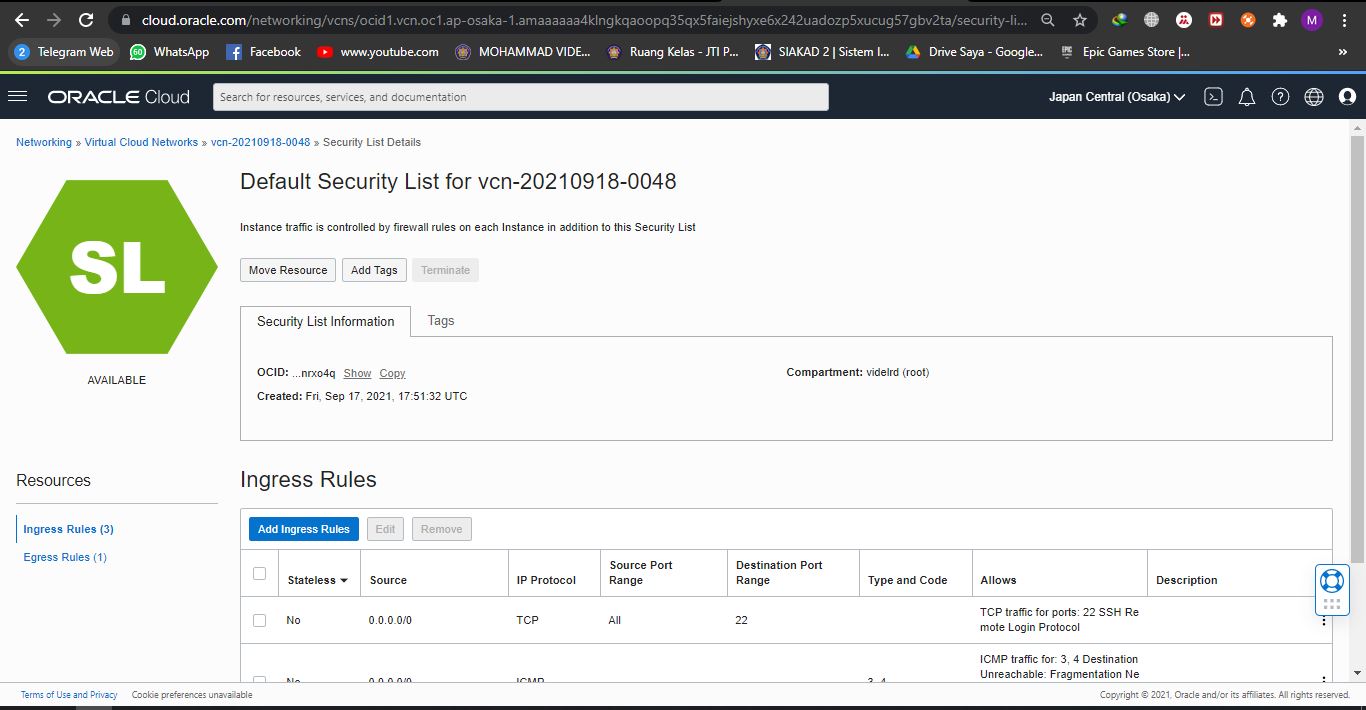 cloud.oracle.com/networking/vcns/ocid1.vcn.oc1.ap-osaka-1.amaaaaaa4klngkqaoopq35qx5faiejshyxe6x242uadozp5xucug57gbv2ta/security-li...
M
2 Telegram Web
60 WhatsApp
Facebook
www.youtube.com
MOHAMMAD VIDE...
Ruang Kelas - JTI P...
SIAKAD 2 | Sistem I...
Drive Saya - Google...
Epic Games Store |...
»
ORACLE Cloud
Search for resources, services, and documentation
Japan Central (Osaka)
Networking » Virtual Cloud Networks » vcn-20210918-0048 » Security List Details
SL
AVAILABLE
Default Security List for vcn-20210918-0048
Instance traffic is controlled by firewall rules on each Instance in addition to this Security List
Move Resource
Add Tags
Terminate
Security List Information
Tags
OCID: ...nrxo4q Show Copy
Compartment: videlrd (root)
Created: Fri, Sep 17, 2021, 17:51:32 UTC
Resources
Ingress Rules (3)
Egress Rules (1)
Ingress Rules
Add Ingress Rules
Edit
Remove
Stateless
Source
IP Protocol
Source Port
Range
Destination Port
Range
Type and Code
Allows
Description
No
0.0.0.0/0
TCP
All
22
TCP traffic for ports: 22 SSH Re
mote Login Protocol
No
0.0.0.0/0
ICMP
3, 4
ICMP traffic for: 3, 4 Destination
Unreachable: Fragmentation Ne
Terms of Use and Privacy
Cookie preferences unavailable
Copyright © 2021, Oracle and/or its affiliates. All rights reserved.